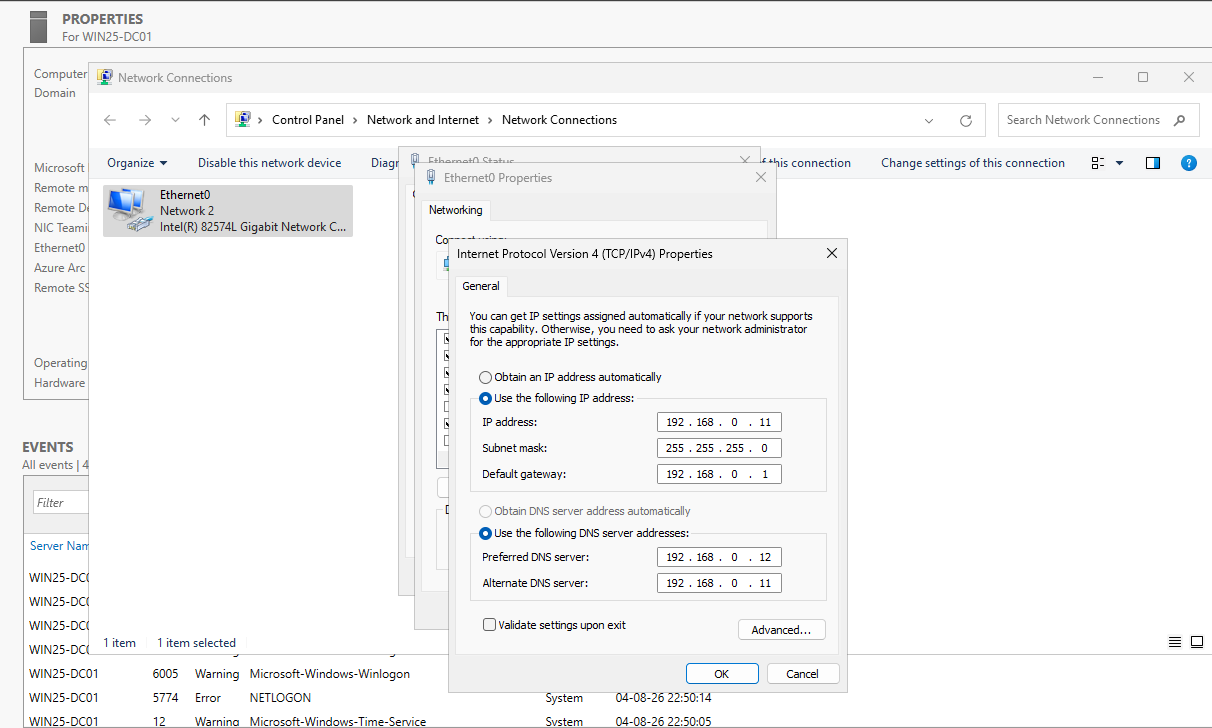 PROPERTIES
For WIN25-DC01
Computer
Domain
Network Connections
Control Panel > Network and Internet > Network Connections
Search Network Connections
Organize
Disable this network device
Diagn
of this connection
Change settings of this connection
Ethernet0 Status
Ethernet0 Properties
Microsoft
Remote
Remote
NIC
Ethernet0
Azure Arc
Remote
Operating
Hardware
Ethernet0
Network 2
Intel(R) 82574L Gigabit Network C...
Networking
Connect using:
Internet Protocol Version 4 (TCP/IPv4) Properties
General
You can get IP settings assigned automatically if your network supports
this capability. Otherwise, you need to ask your network administrator
for the appropriate IP settings.
Obtain an IP address automatically
Use the following IP address:
IP address: 192 . 168 . 0 . 11
Subnet mask: 255 . 255 . 255 . 0
Default gateway: 192 . 168 . 0 . 1
Obtain DNS server address automatically
Use the following DNS server addresses:
Preferred DNS server: 192 . 168 . 0 . 12
Alternate DNS server: 192 . 168 . 0 . 11
Validate settings upon exit
Advanced...
OK
Cancel
1 item
1 item selected
EVENTS
All events | 4
Filter
Server Nam
WIN25-DC0
WIN25-DC0
WIN25-DC0
WIN25-DC01
WIN25-DC01 6005 Warning Microsoft-Windows-Winlogon
WIN25-DC01 5774 Error NETLOGON System 04-08-26 22:50:14
WIN25-DC01 12 Warning Microsoft-Windows-Time-Service System 04-08-26 22:50:05